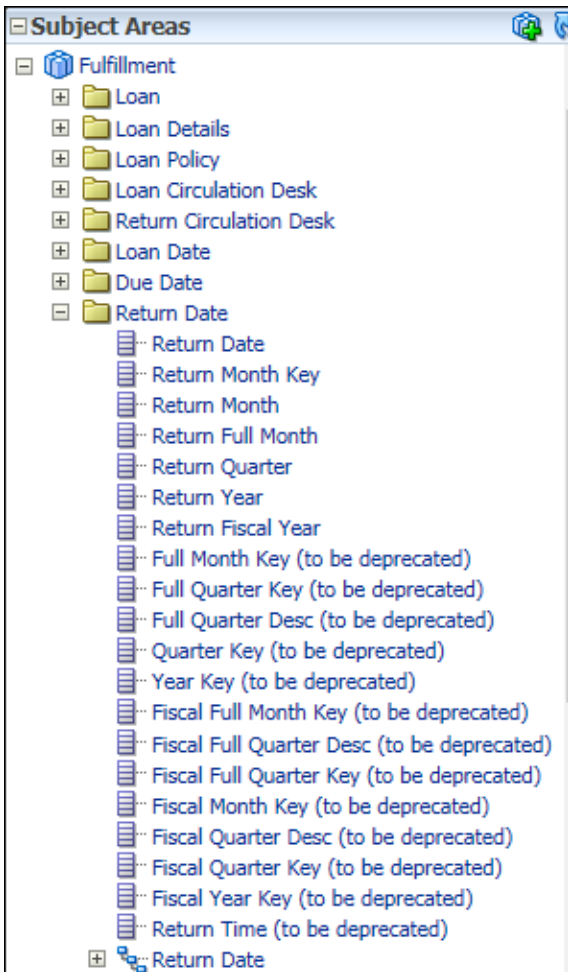 Subject Areas
Fulfillment
Loan
Loan Details
Loan Policy
Loan Circulation Desk
Return Circulation Desk
Loan Date
Due Date
Return Date
Return Date
Return Month Key
Return Month
Return Full Month
Return Quarter
Return Year
Return Fiscal Year
Full Month Key (to be deprecated)
Full Quarter Key (to be deprecated)
Full Quarter Desc (to be deprecated)
Quarter Key (to be deprecated)
Year Key (to be deprecated)
Fiscal Full Month Key (to be deprecated)
Fiscal Full Quarter Desc (to be deprecated)
Fiscal Full Quarter Key (to be deprecated)
Fiscal Month Key (to be deprecated)
Fiscal Quarter Desc (to be deprecated)
Fiscal Quarter Key (to be deprecated)
Fiscal Year Key (to be deprecated)
Return Time (to be deprecated)
Return Date